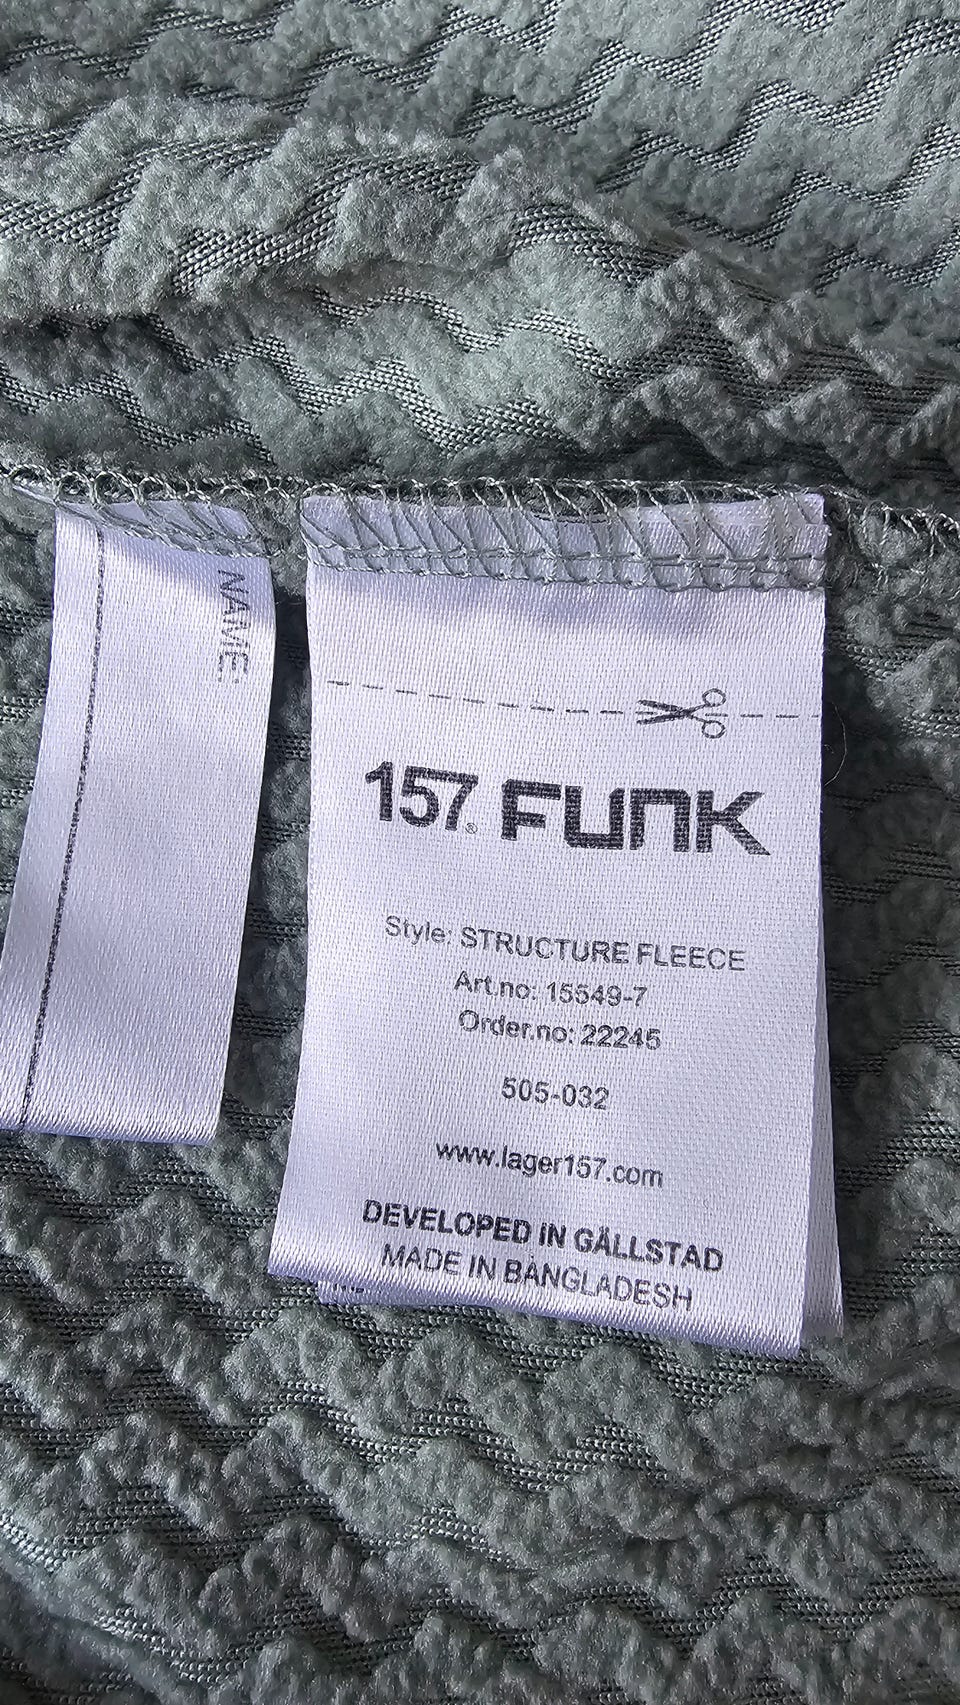 NAME:
157® FUNK
Style: STRUCTURE FLEECE
Art.no: 15549-7
Order.no: 22245
505-032
www.lager157.com
DEVELOPED IN GÄLLSTAD
MADE IN BANGLADESH